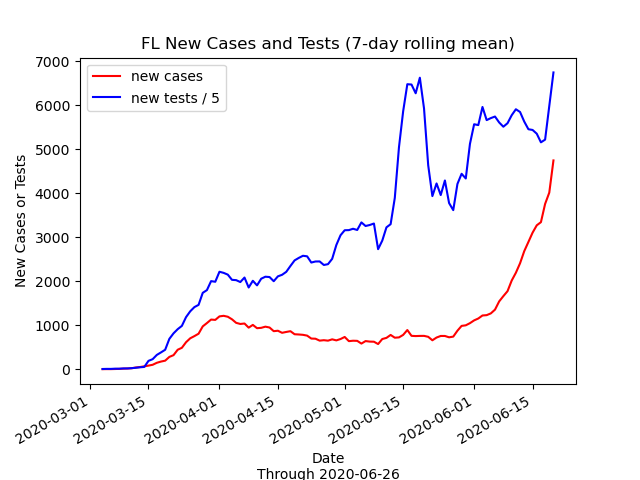 FL New Cases and Tests (7-day rolling mean)
7000
6000
5000
4000
3000
2000
1000
0
New Cases or Tests
new cases
new tests / 5
2020-03-01
2020-03-15
2020-04-01
2020-04-15
2020-05-01
2020-05-15
2020-06-01
2020-06-15
Date
Through 2020-06-26